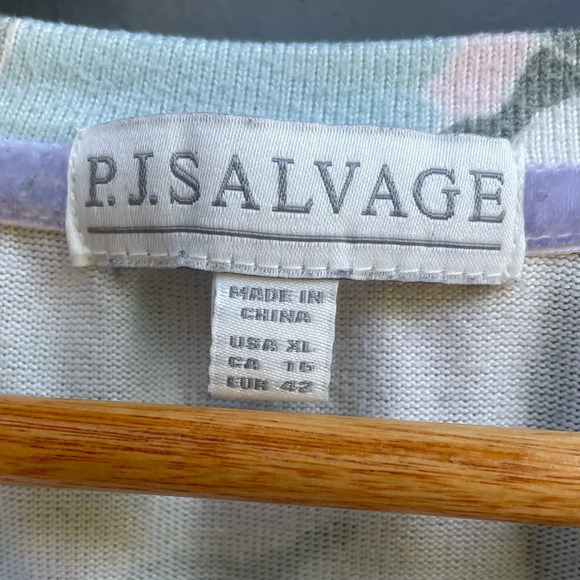 P.J.SALVAGE
MADE IN
CHINA
USA XL
CA 16
EUR 42